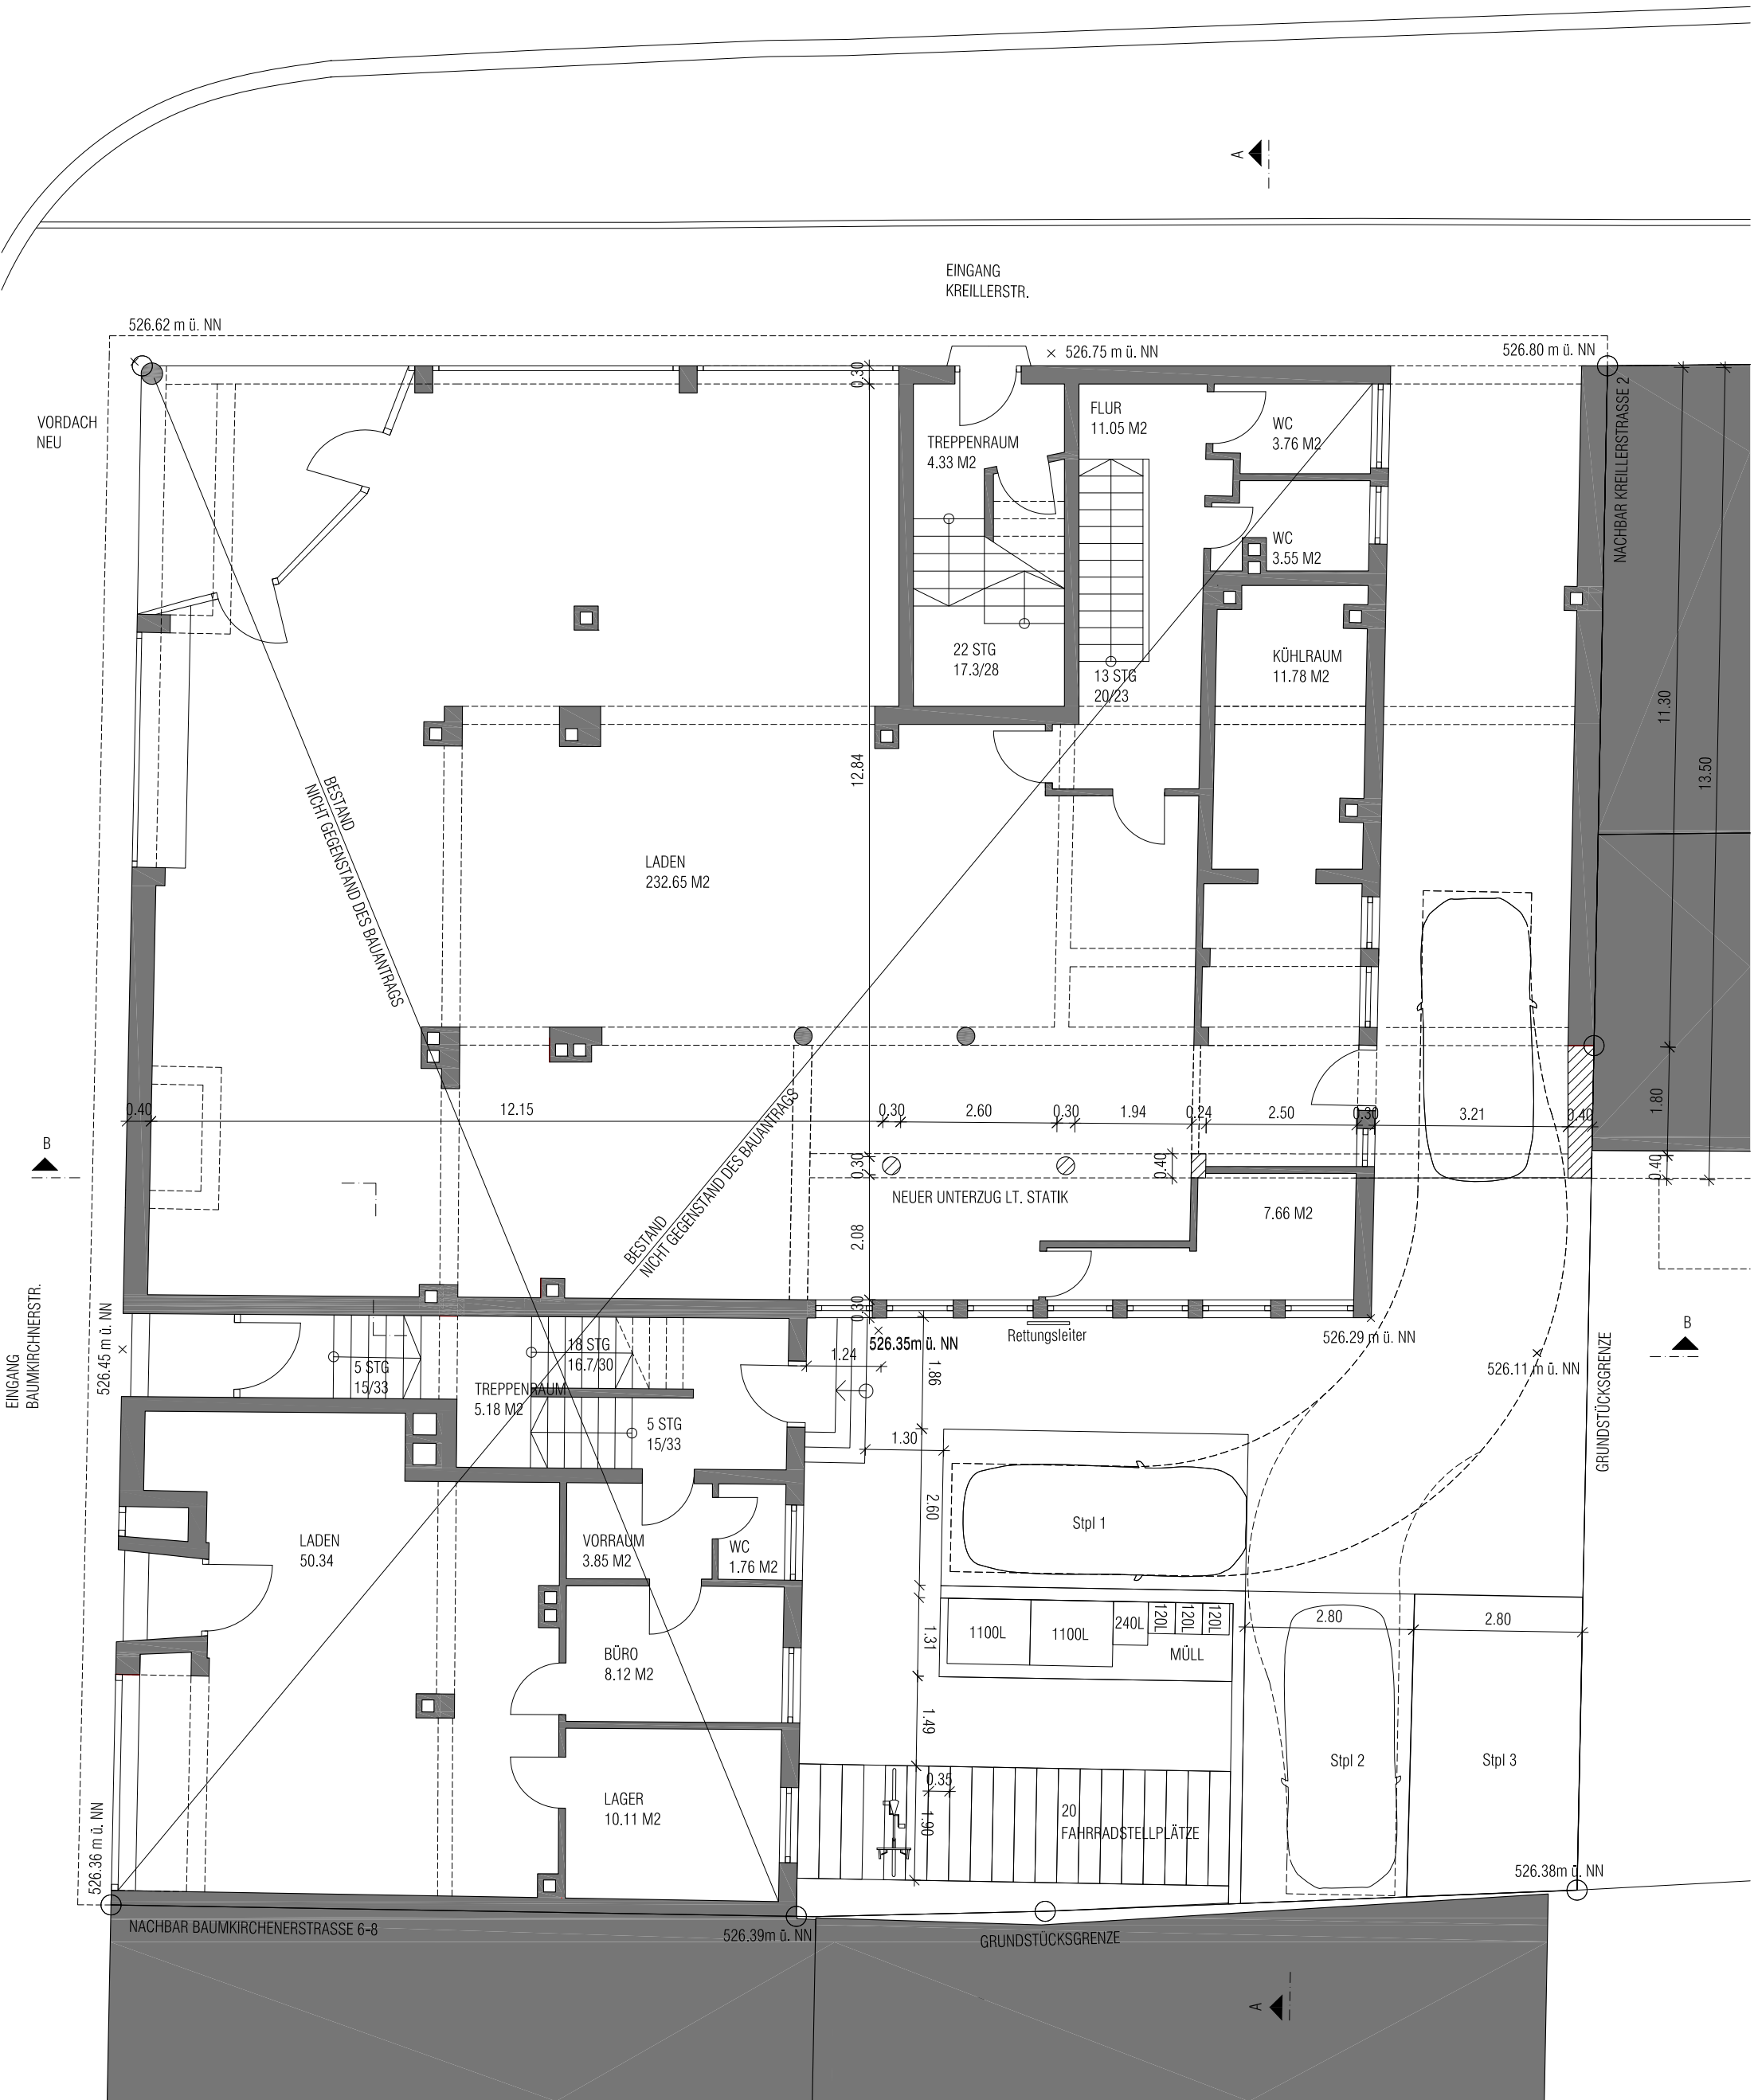 A
EINGANG
KREILLERSTR.
526.62 m ü. NN
526.75 m ü. NN
526.80 m ü. NN
VORDACH
NEU
0.30
TREPPENRAUM
4.33 M2
FLUR
11.05 M2
WC
3.76 M2
NACHBAR KREILLERSTRASSE 2
WC
3.55 M2
22 STG
17.3/28
13 STG
20/23
KÜHLRAUM
11.78 M2
11.30
13.50
12.84
BESTAND
NICHT GEGENSTAND DES BAUANTRAGS
LADEN
232.65 M2
0.40
12.15
0.30
2.60
0.30
1.94
0.24
2.50
0.30
3.21
0.40
1.80
B
0.30
0.40
0.40
NEUER UNTERZUG LT. STATIK
7.66 M2
2.08
BESTAND
NICHT GEGENSTAND DES BAUANTRAGS
EINGANG
BAUMKIRCHNERSTR.
526.45 m ü. NN
0.30
526.35m ü. NN
Rettungsleiter
526.29 m ü. NN
B
526.11 m ü. NN
GRUNDSTÜCKSGRENZE
5 STG
15/33
18 STG
16.7/30
1.24
1.86
TREPPENRAUM
5.18 M2
5 STG
15/33
1.30
2.60
Stpl 1
LADEN
50.34
VORRAUM
3.85 M2
WC
1.76 M2
1100L
1100L
240L
120L
120L
120L
MÜLL
1.31
2.80
2.80
BÜRO
8.12 M2
1.49
Stpl 2
Stpl 3
0.35
1.90
LAGER
10.11 M2
20
FAHRRADSTELLPLÄTZE
526.36 m ü. NN
526.38m ü. NN
NACHBAR BAUMKIRCHENERSTRASSE 6-8
526.39m ü. NN
GRUNDSTÜCKSGRENZE
A